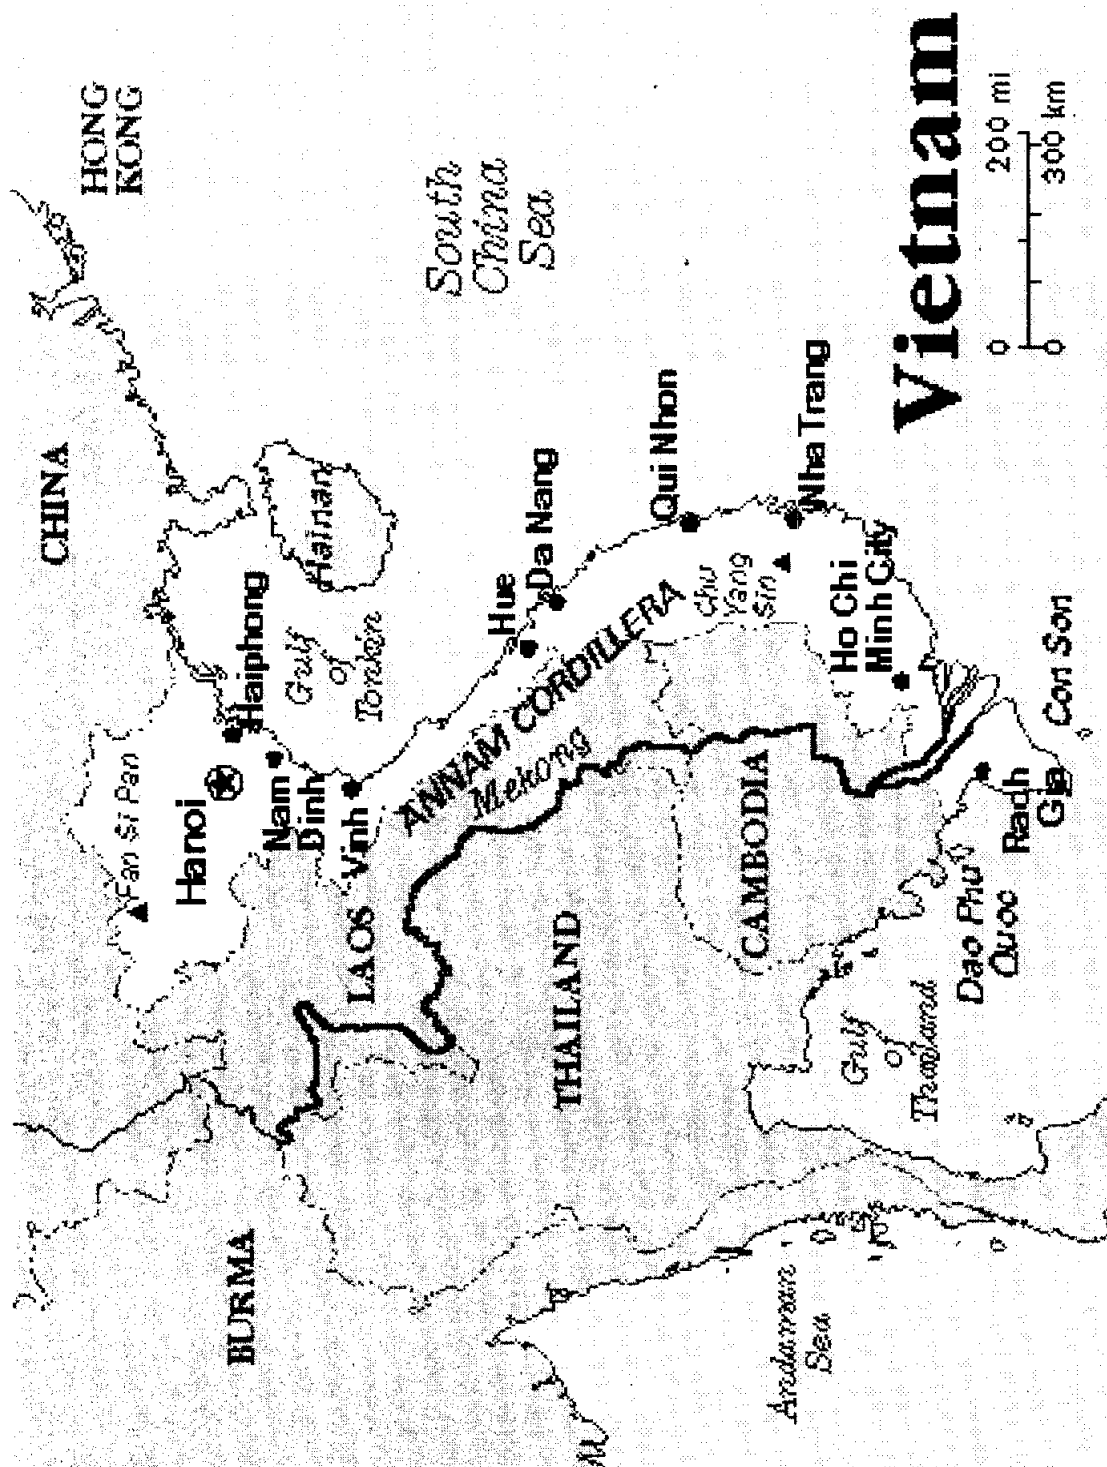 CHINA
HONG
KONG
Fan Si Pan
Hanoi
BURMA
Haiphong
Nam
Dinh
Gulf
of
Tonkin
Hainan
Vinh
LAOS
South
China
Sea
ANNAM CORDILLERA
Mekong
Hue
Da Nang
THAILAND
Qui Nhon
Chu
Yang
Sin
CAMBODIA
Andaman
Sea
Nha Trang
Ho Chi
Minh City
Gulf
of
Thailand
Vietnam
Dao Phu
Quoc
0 200 mi
0 300 km
Rach
Gia
Con Son